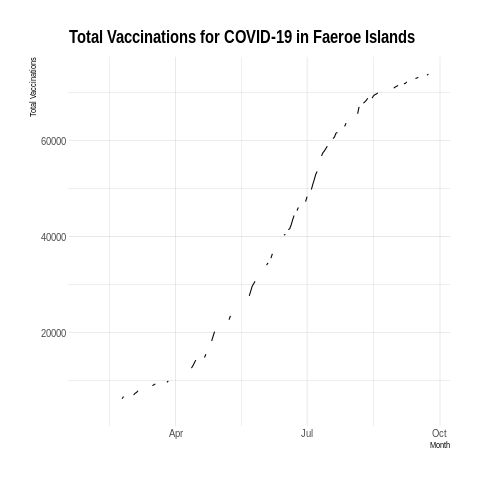 Total Vaccinations for COVID-19 in Faeroe Islands
Total Vaccinations
60000
40000
20000
Apr
Jul
Oct
Month